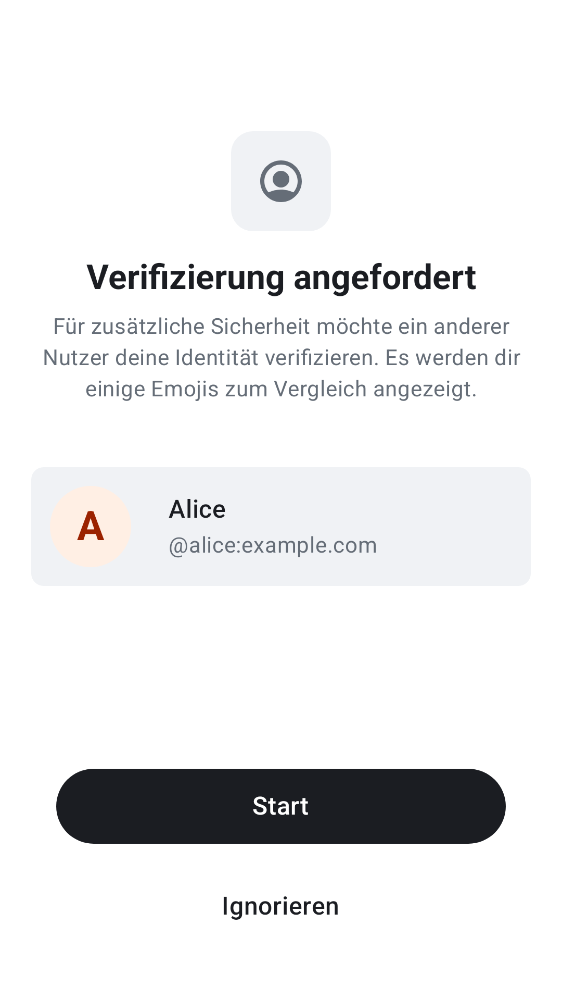 Verifizierung angefordert
Für zusätzliche Sicherheit möchte ein anderer
Nutzer deine Identität verifizieren. Es werden dir
einige Emojis zum Vergleich angezeigt.
A
Alice
@alice:example.com
Start
Ignorieren